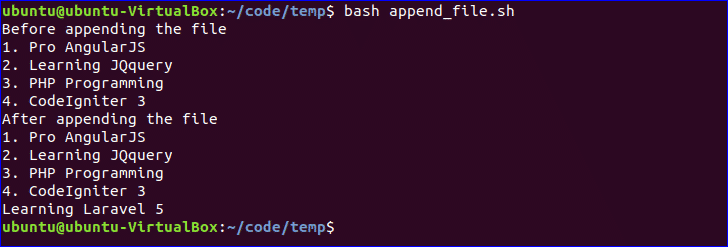 ubuntu@ubuntu-VirtualBox:~/code/temp$ bash append_file.sh
Before appending the file
1. Pro AngularJS
2. Learning JQquery
3. PHP Programming
4. CodeIgniter 3
After appending the file
1. Pro AngularJS
2. Learning JQquery
3. PHP Programming
4. CodeIgniter 3
Learning Laravel 5
ubuntu@ubuntu-VirtualBox:~/code/temp$